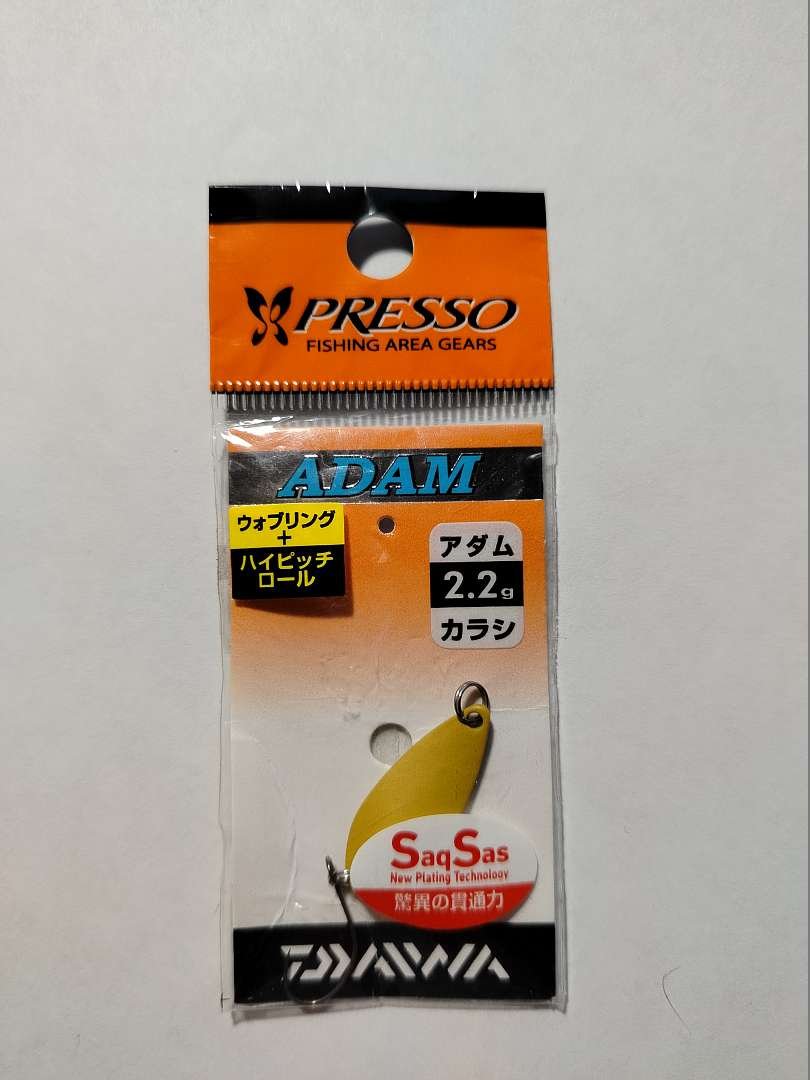 PRESSO
FISHING AREA GEARS
ADAM
ウォブリング
+
ハイピッチ
ロール
アダム
2.2g
カラシ
SaqSas
New Plating Technology
驚異の貫通力
DAIWA